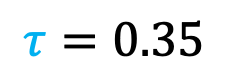 τ = 0.35